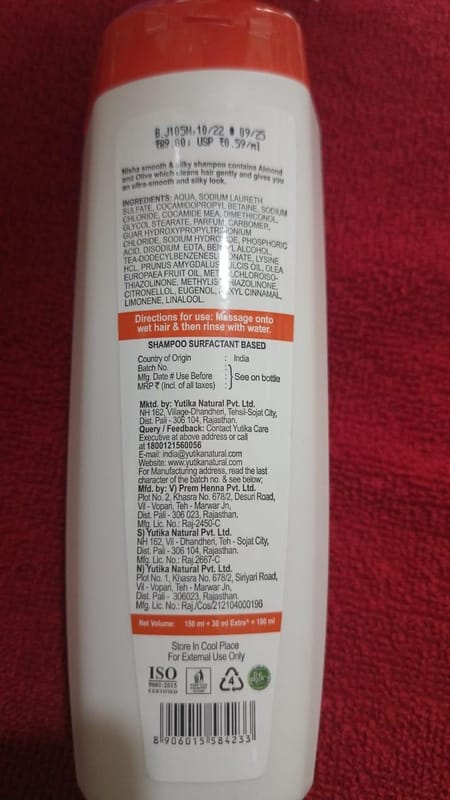 B.J105N, 10/22 # 09/25
₹89.00; USP ₹0.59/ml
Nisha smooth & silky shampoo contains Almond
and Olive which cleans hair gently and gives you
an ultra-smooth and silky look.
INGREDIENTS: AQUA, SODIUM LAURETH
SULFATE, COCAMIDOPROPYL BETAINE, SODIUM
CHLORIDE, COCAMIDE MEA, DIMETHICONOL,
GLYCOL STEARATE, PARFUM, CARBOMER,
GUAR HYDROXYPROPYLTRIMONIUM
CHLORIDE, SODIUM HYDROXIDE, PHOSPHORIC
ACID, DISODIUM EDTA, BENZYL ALCOHOL,
TEA-DODECYLBENZENESULFONATE, LYSINE
HCL, PRUNUS AMYGDALUS DULCIS OIL, OLEA
EUROPAEA FRUIT OIL, METHYLCHLOROISO-
THIAZOLINONE, METHYLISOTHIAZOLINONE,
CITRONELLOL, EUGENOL, HEXYL CINNAMAL,
LIMONENE, LINALOOL.
Directions for use: Massage onto
wet hair & then rinse with water.
SHAMPOO SURFACTANT BASED
Country of Origin : India
Batch No. :
Mfg. Date # Use Before : See on bottle
MRP ₹ (Incl. of all taxes) :
Mktd. by: Yutika Natural Pvt. Ltd.
NH 162, Village-Dhandheri, Tehsil-Sojat City,
Dist. Pali - 306 104, Rajasthan.
Query / Feedback: Contact Yutika Care
Executive at above address or call
at 1800121560056
E-mail: india@yutikanatural.com
Website: www.yutikanatural.com
For Manufacturing address, read the last
character of the batch no. & see below;
Mfd. by: V) Prem Henna Pvt. Ltd.
Plot No. 2, Khasra No. 678/2, Desuri Road,
Vil - Vopari, Teh - Marwar Jn,
Dist. Pali - 306 023, Rajasthan.
Mfg. Lic. No.: Raj-2450-C
S) Yutika Natural Pvt. Ltd.
NH 162, Vil - Dhandheri, Teh - Sojat City,
Dist. Pali - 306 104, Rajasthan.
Mfg. Lic. No.: Raj.2667-C
N) Yutika Natural Pvt. Ltd.
Plot No. 1, Khasra No. 678/2, Siriyari Road,
Vil - Vopari, Teh - Marwar Jn,
Dist. Pali - 306023, Rajasthan.
Mfg. Lic. No.: Raj./Cos/212104000196
Net Volume: 150 ml + 30 ml Extra^ = 180 ml
Store In Cool Place
For External Use Only
ISO
9001:2015
CERTIFIED
4
8 906015 584233